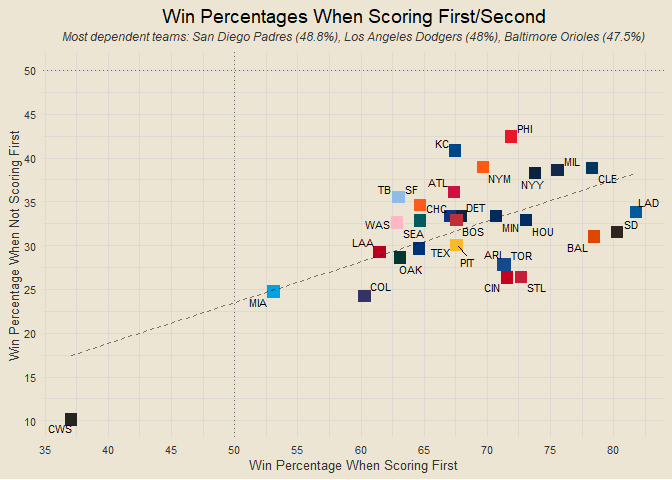 Win Percentages When Scoring First/Second
Most dependent teams: San Diego Padres (48.8%), Los Angeles Dodgers (48%), Baltimore Orioles (47.5%)
Win Percentage When Not Scoring First
50
45
40
35
30
25
20
15
10
PHI
KC
MIL
NYM
NYY
CLE
ATL
TB
SF
CHC
DET
LAD
WAS
SEA
BOS
MIN
HOU
SD
BAL
LAA
TEX
PIT
ARI
TOR
OAK
COL
CIN
STL
MIA
CWS
35
45
50
55
60
65
70
75
80
Win Percentage When Scoring First